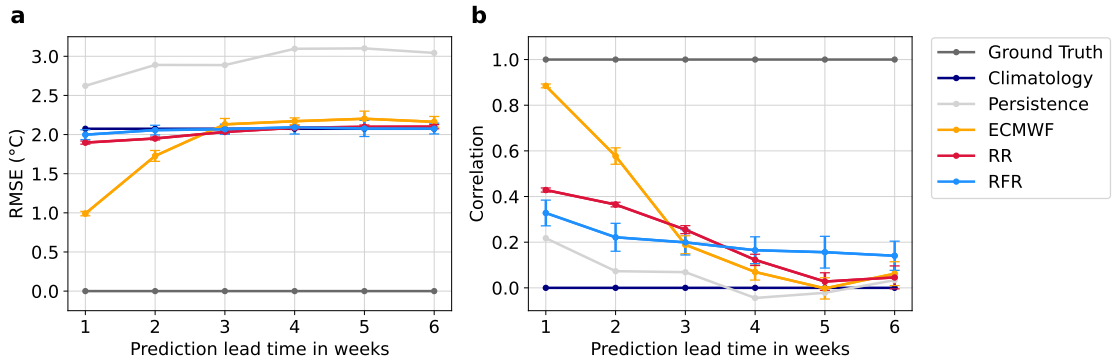 a
RMSE (°C)
3.0
2.5
2.0
1.5
1.0
0.5
0.0
1 2 3 4 5 6
Prediction lead time in weeks
b
Correlation
1.0
0.8
0.6
0.4
0.2
0.0
1 2 3 4 5 6
Prediction lead time in weeks
Ground Truth
Climatology
Persistence
ECMWF
RR
RFR